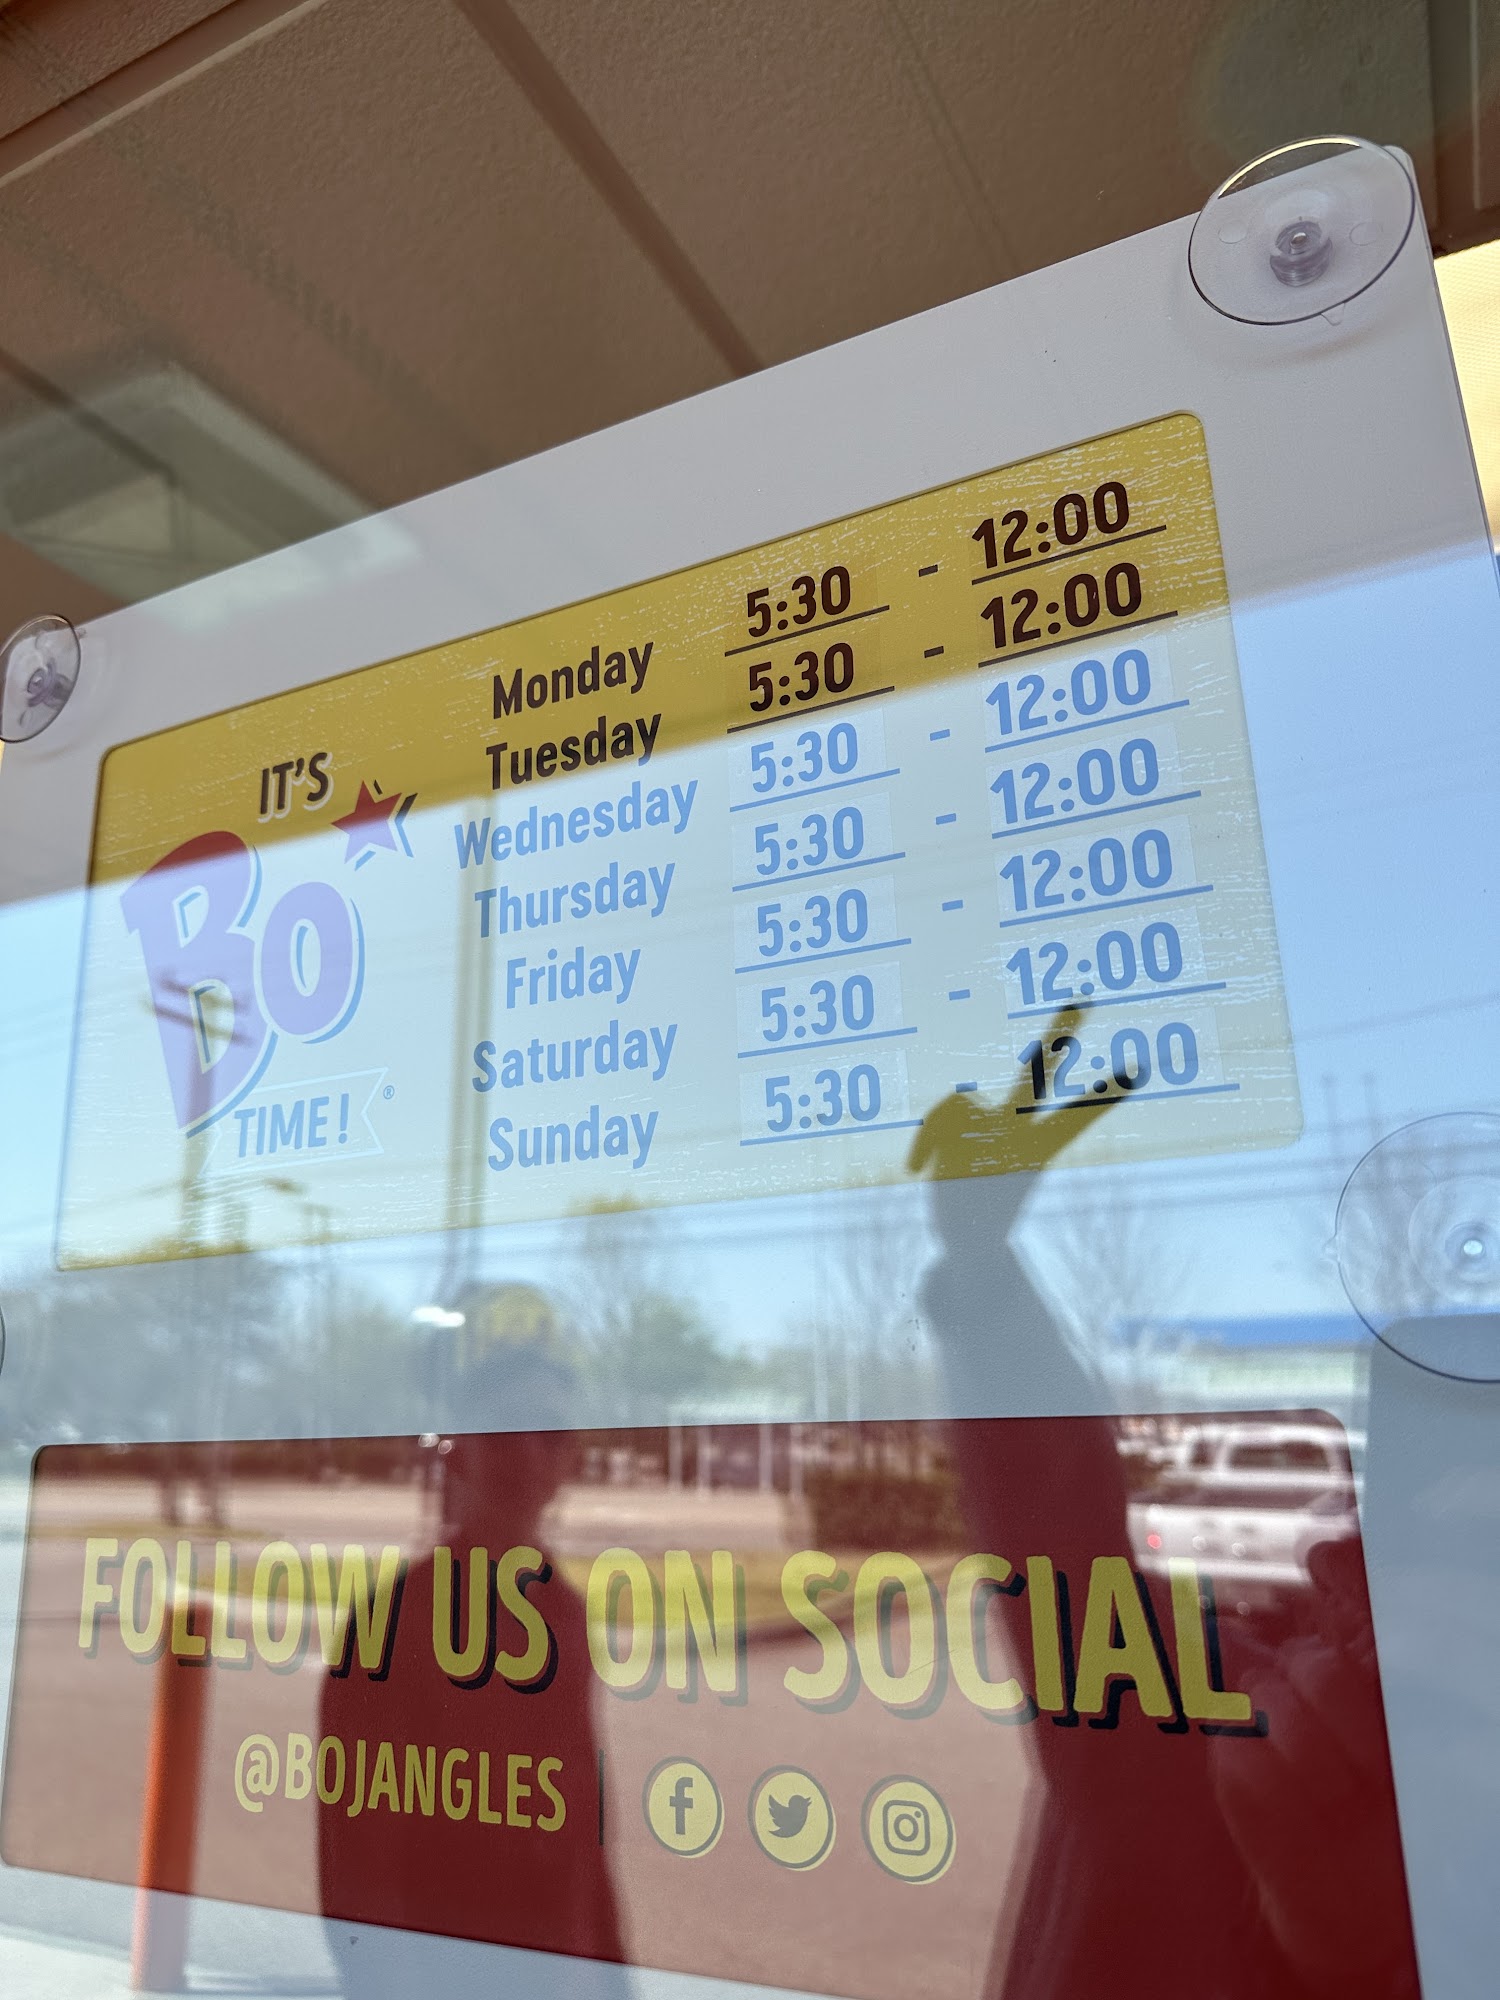 IT'S
BO
TIME!®
Monday 5:30 - 12:00
Tuesday 5:30 - 12:00
Wednesday 5:30 - 12:00
Thursday 5:30 - 12:00
Friday 5:30 - 12:00
Saturday 5:30 - 12:00
Sunday 5:30 - 12:00
FOLLOW US ON SOCIAL
@BOJANGLES